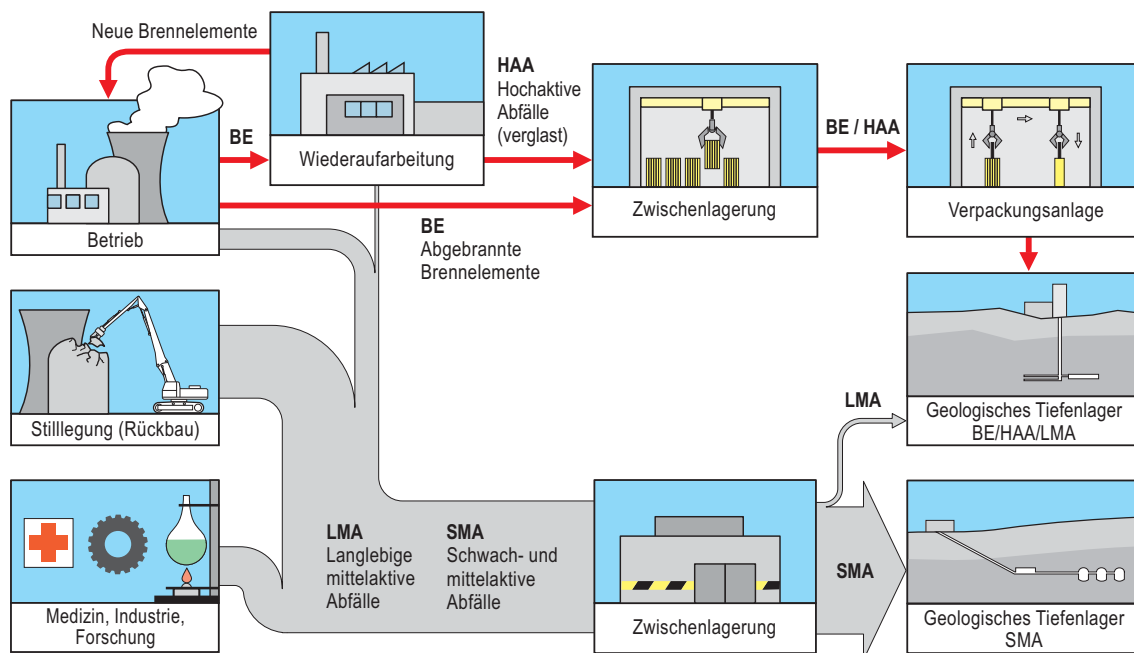 Neue Brennelemente
BE
Betrieb
Wiederaufarbeitung
HAA
Hochaktive
Abfälle
(verglast)
BE
Abgebrannte
Brennelemente
Zwischenlagerung
BE / HAA
Verpackungsanlage
Stilllegung (Rückbau)
LMA
Geologisches Tiefenlager
BE/HAA/LMA
Medizin, Industrie,
Forschung
LMA
Langlebige
mittelaktive
Abfälle
SMA
Schwach- und
mittelaktive
Abfälle
Zwischenlagerung
SMA
Geologisches Tiefenlager
SMA